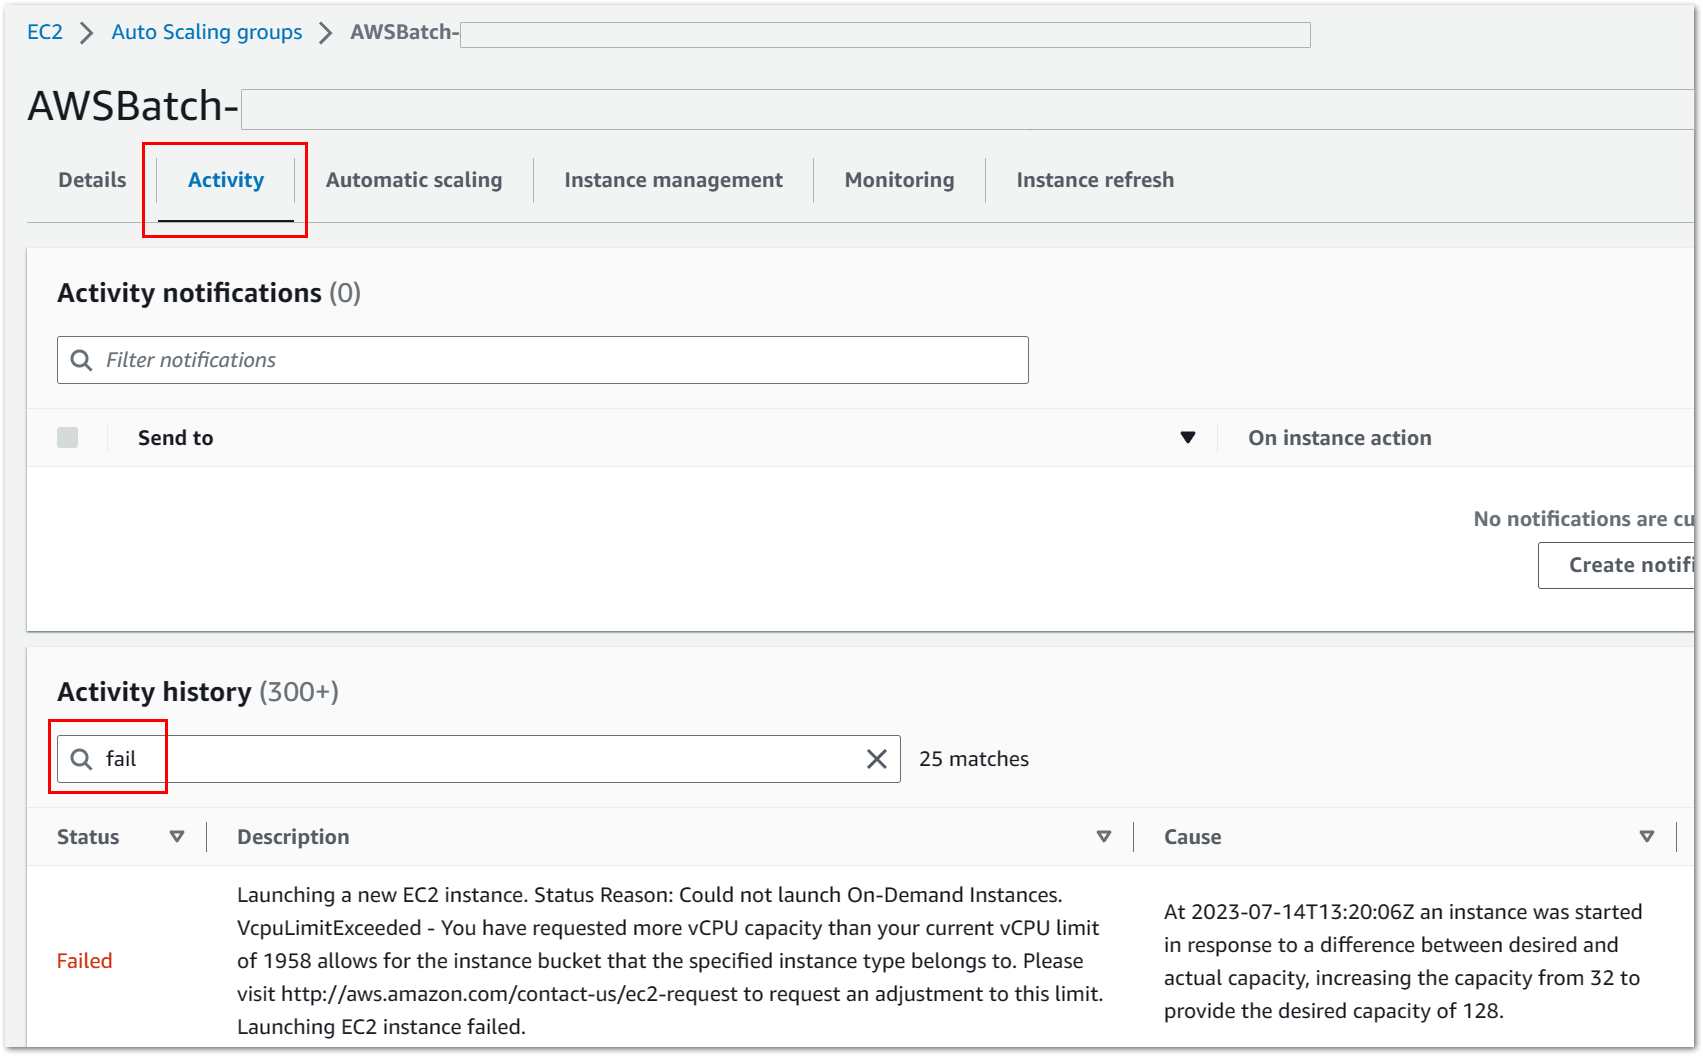 EC2 > Auto Scaling groups > AWSBatch-
AWSBatch-
Details Activity Automatic scaling Instance management Monitoring Instance refresh
Activity notifications (0)
Filter notifications
Send to On instance action
No notifications are cu
Create notifi
Activity history (300+)
fail 25 matches
Status Description Cause
Failed
Launching a new EC2 instance. Status Reason: Could not launch On-Demand Instances.
VcpuLimitExceeded - You have requested more vCPU capacity than your current vCPU limit
of 1958 allows for the instance bucket that the specified instance type belongs to. Please
visit http://aws.amazon.com/contact-us/ec2-request to request an adjustment to this limit.
Launching EC2 instance failed.
At 2023-07-14T13:20:06Z an instance was started
in response to a difference between desired and
actual capacity, increasing the capacity from 32 to
provide the desired capacity of 128.